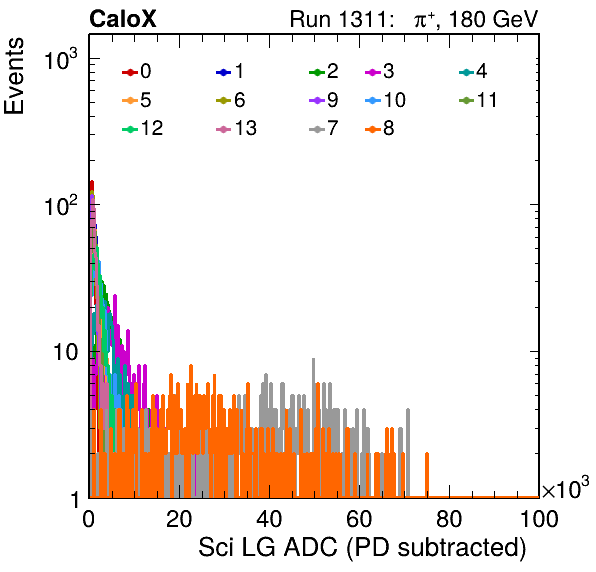 CaloX Run 1311: π⁺, 180 GeV
Events
10³
10²
10
1
0 1 2 3 4
5 6 9 10 11
12 13 7 8
0 20 40 60 80 100
×10³
Sci LG ADC (PD subtracted)